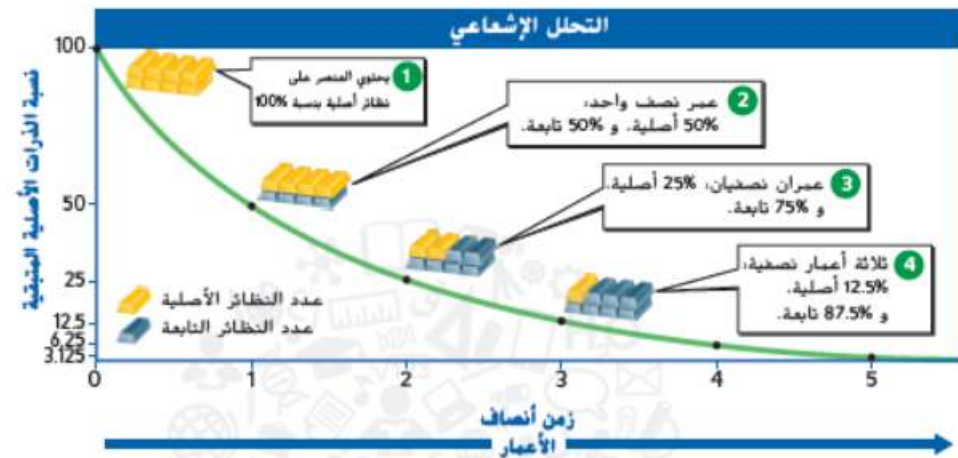 التحلل الإشعاعي
نسبة الذرات الأصلية المتبقية
100
50
25
12.5
6.25
3.125
1
يحتوي العنصر على
نظائر أصلية بنسبة 100%
2
عمر نصف واحد:
50% أصلية. و 50% تابعة.
3
عمران نصفيان: 25% أصلية.
و 75% تابعة.
4
ثلاثة أعمار نصفية:
12.5% أصلية.
و 87.5% تابعة.
عدد النظائر الأصلية
عدد النظائر التابعة
0 1 2 3 4 5
زمن أنصاف
الأعمار